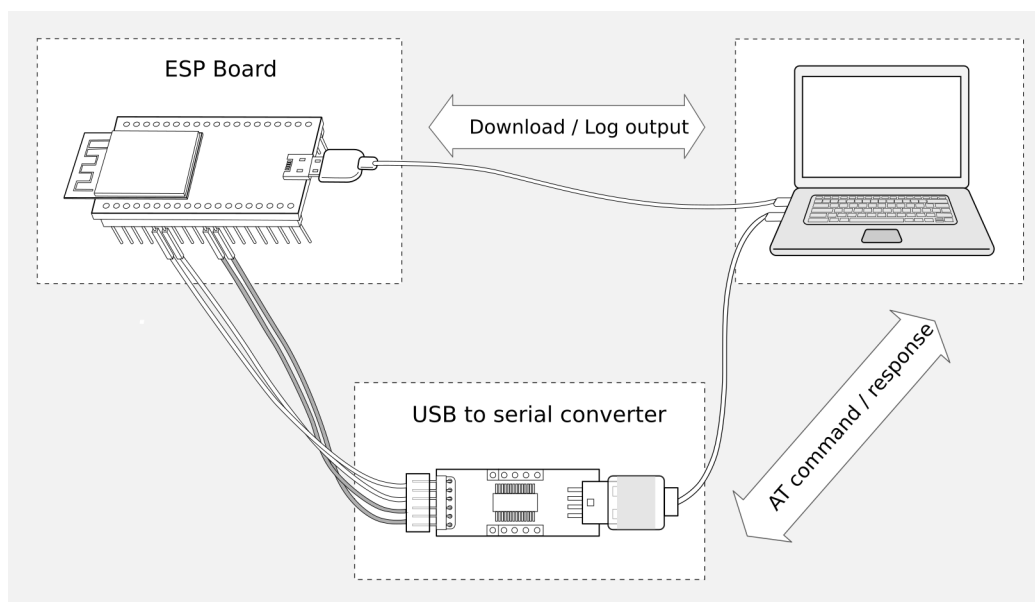 ESP Board
Download / Log output
USB to serial converter
AT command / response